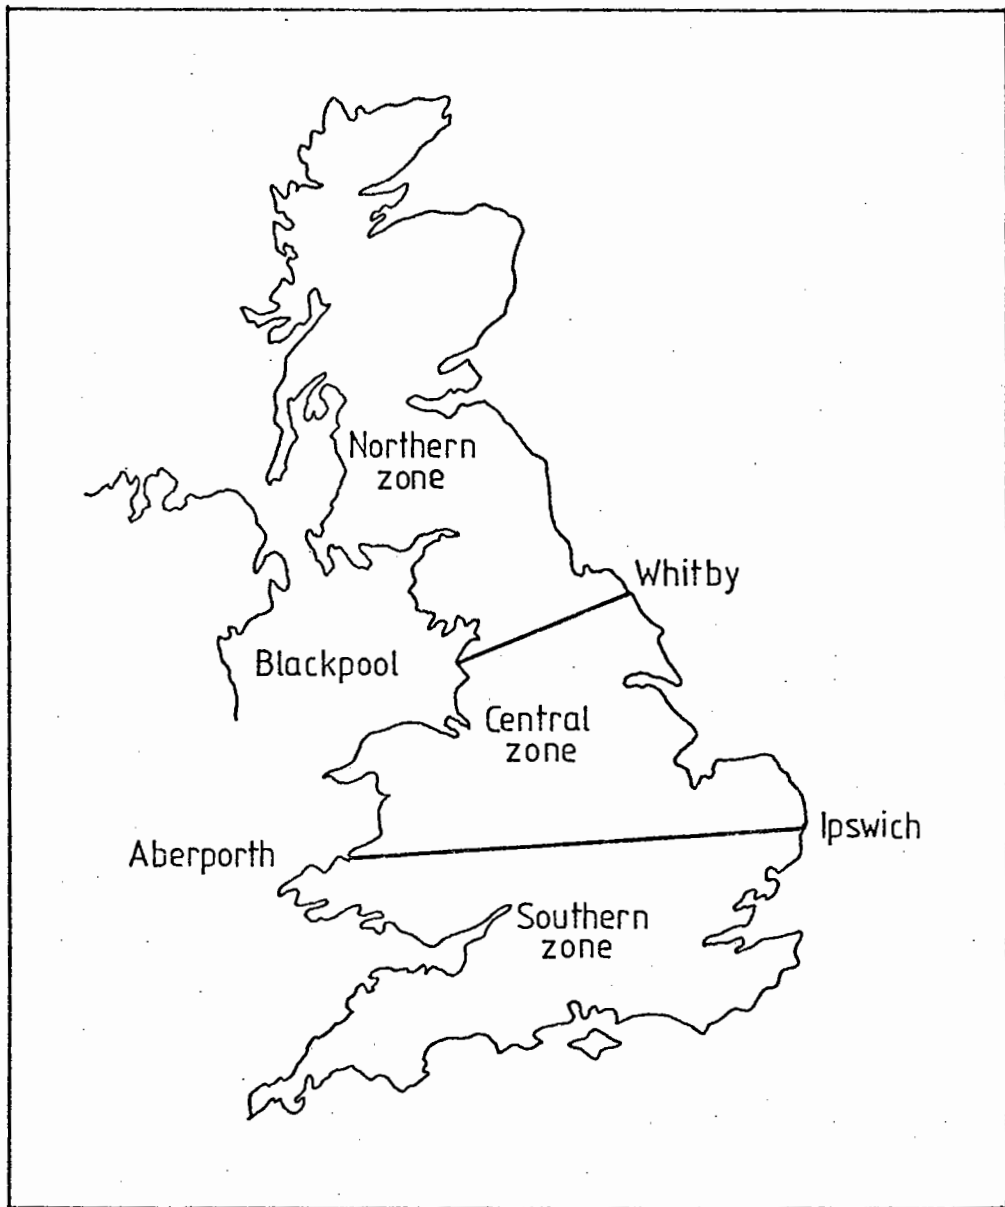 Northern
zone
Whitby
Blackpool
Central
zone
Aberporth
Ipswich
Southern
zone